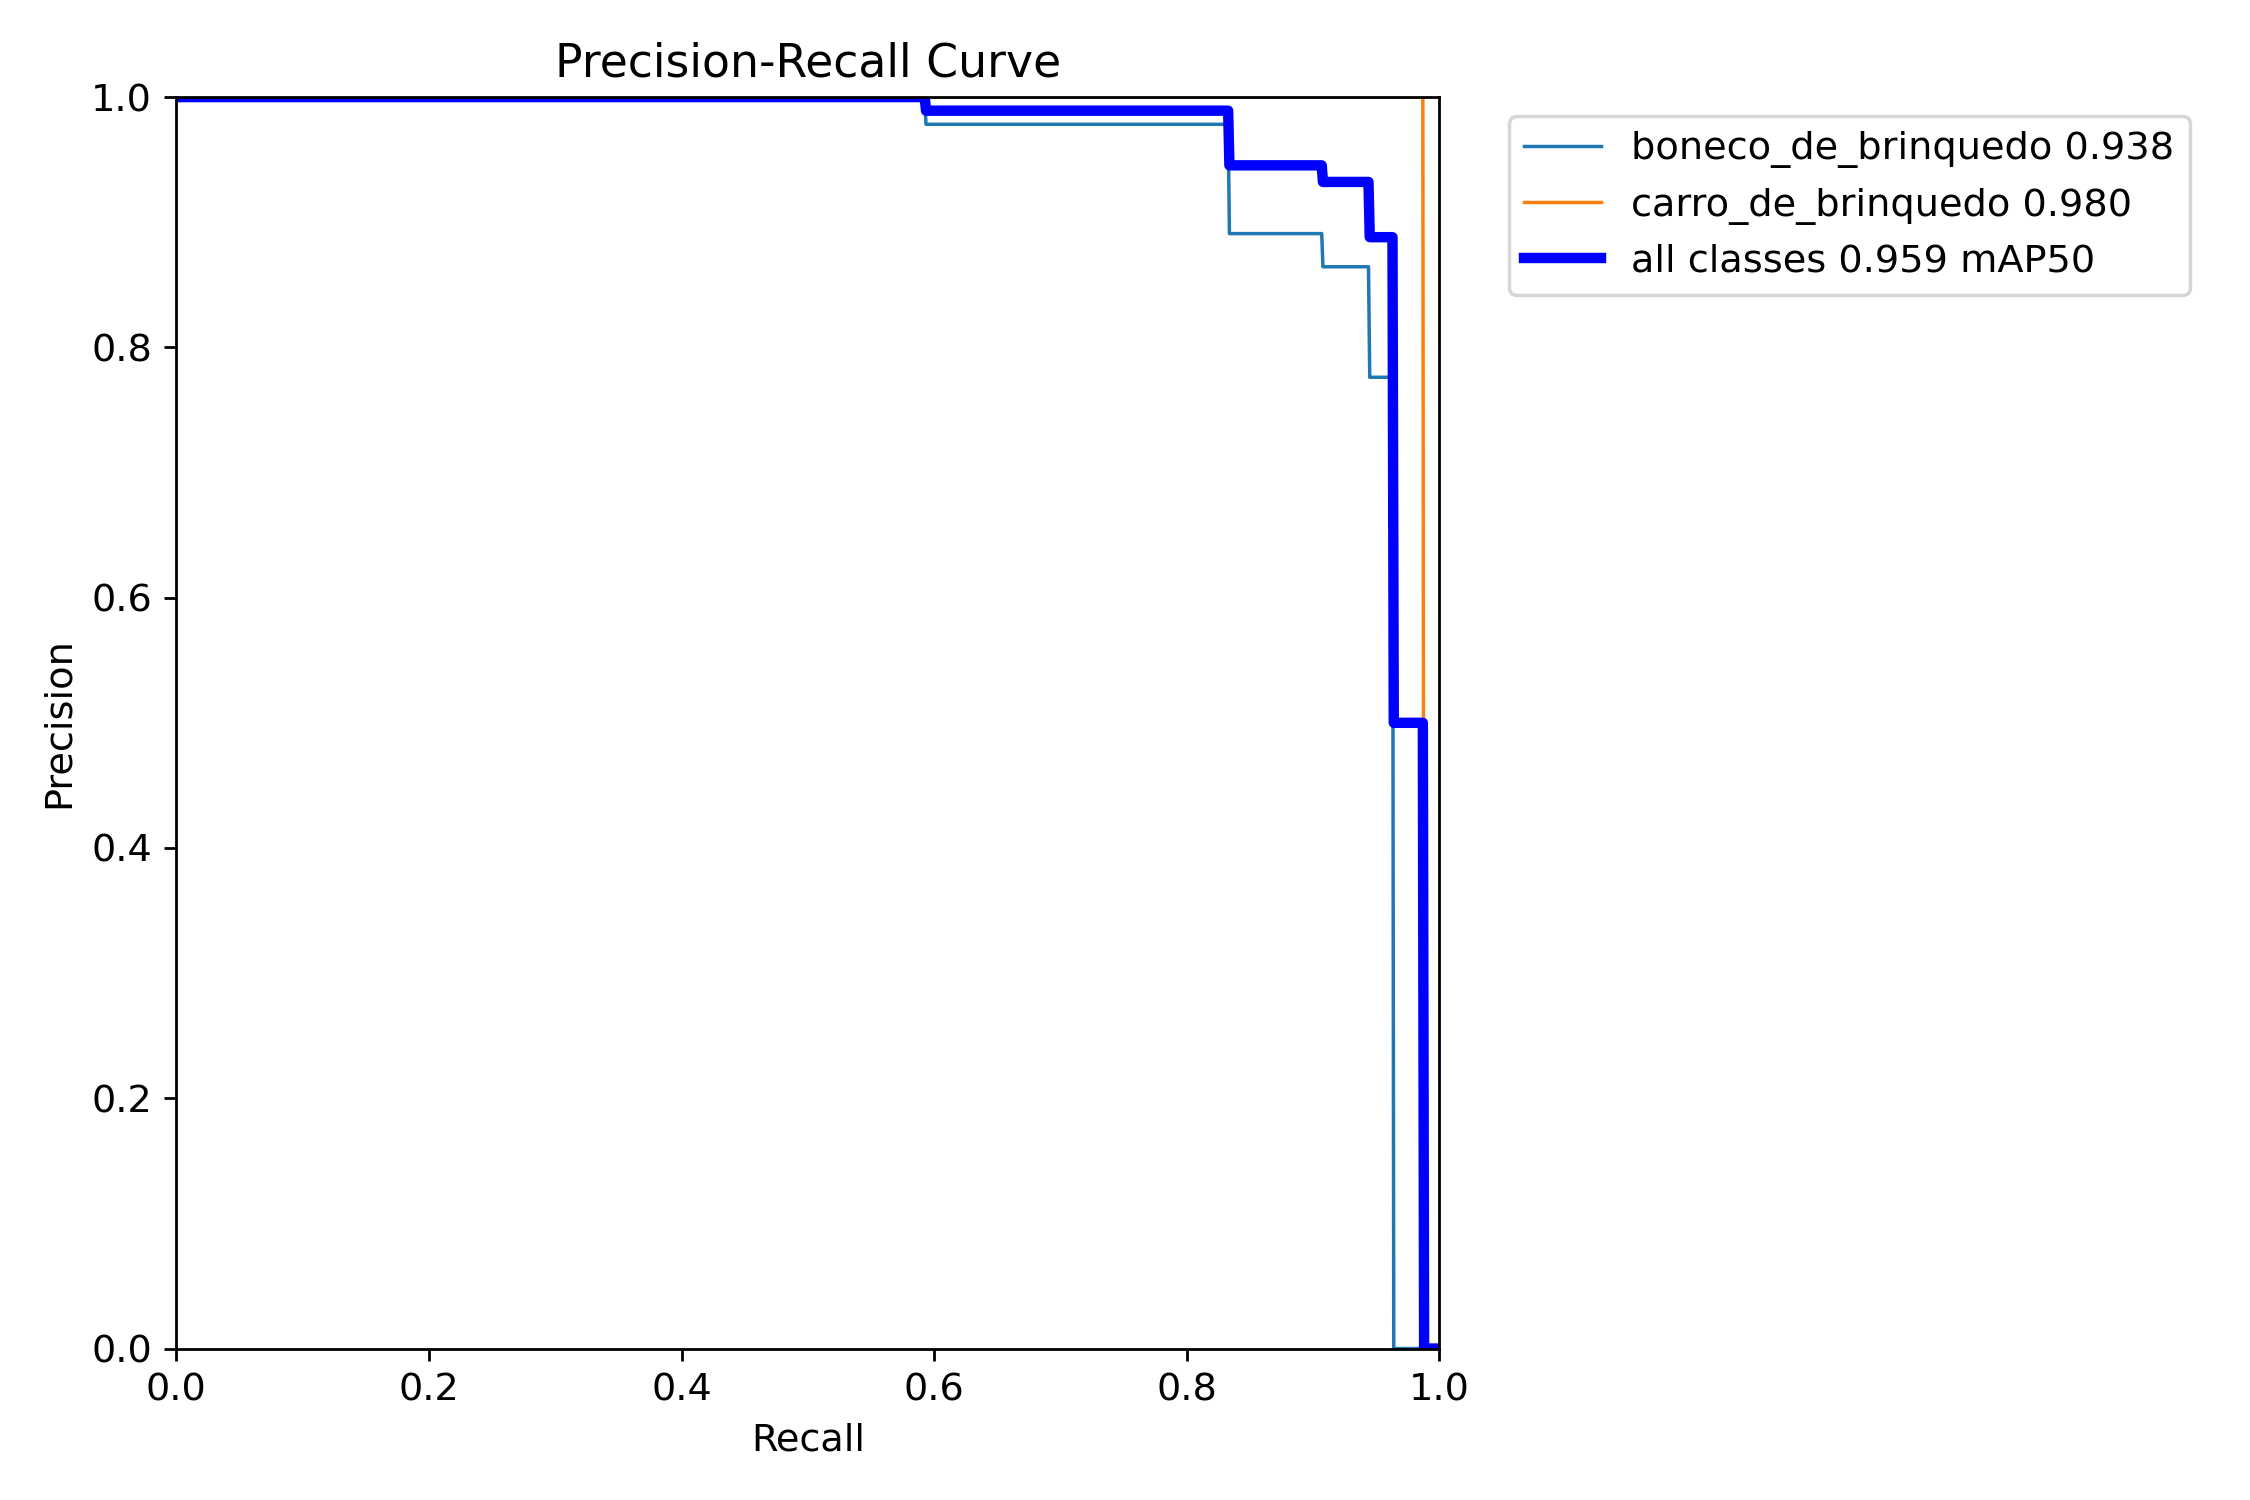 Precision-Recall Curve
boneco_de_brinquedo 0.938
carro_de_brinquedo 0.980
all classes 0.959 mAP50
Precision
1.0
0.8
0.6
0.4
0.2
0.0
0.0 0.2 0.4 0.6 0.8 1.0
Recall